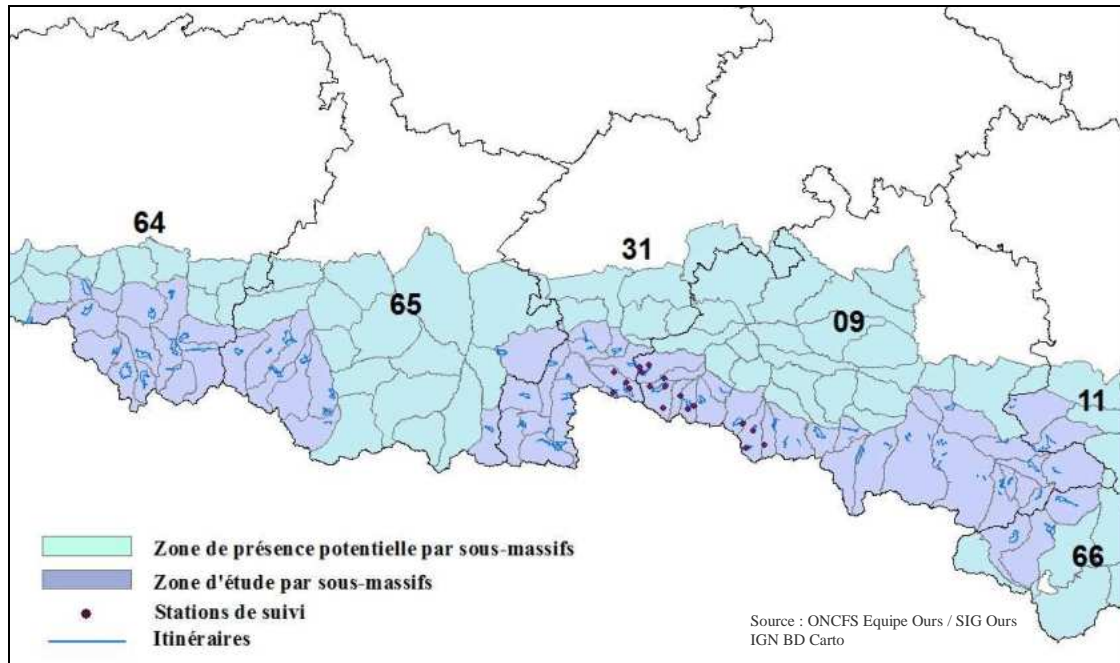 64
31
65
09
11
66
Zone de présence potentielle par sous-massifs
Zone d'étude par sous-massifs
Stations de suivi
Itinéraires
Source : ONCFS Equipe Ours / SIG Ours
IGN BD Carto